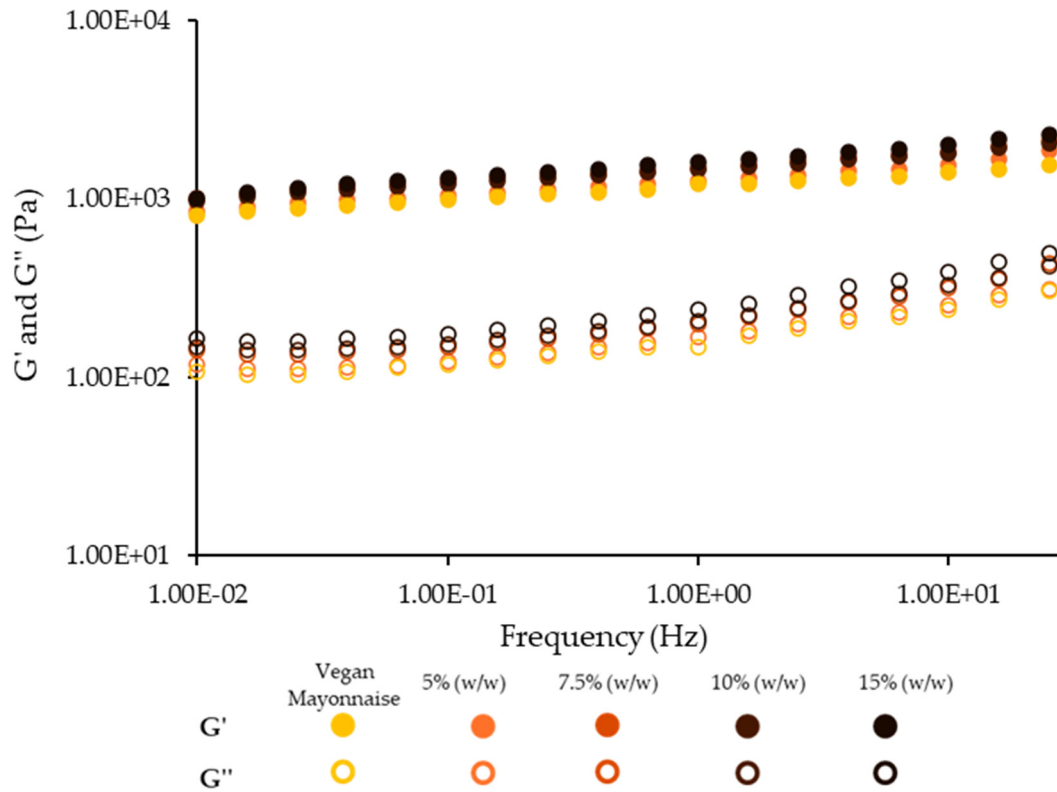 1.00E+04
1.00E+03
1.00E+02
1.00E+01
G' and G" (Pa)
1.00E-02 1.00E-01 1.00E+00 1.00E+01
Frequency (Hz)
Vegan
Mayonnaise 5% (w/w) 7.5% (w/w) 10% (w/w) 15% (w/w)
G'
G"